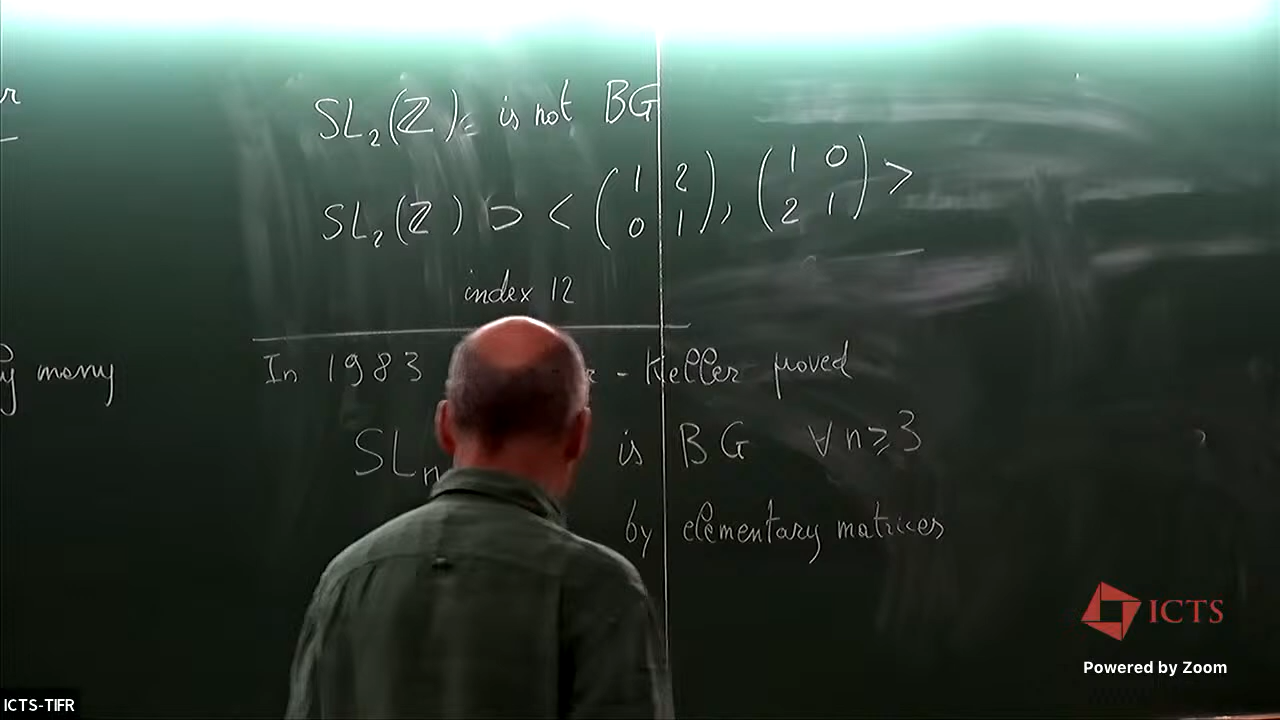 SL₂(ℤ) is not BG
SL₂(ℤ) ⊃ < (1 2
0 1), (1 0
2 1) >
index 12
many
In 1983 - Keller proved
SLₙ is BG ∀ n ≥ 3
by elementary matrices
ICTS
Powered by Zoom
ICTS-TIFR